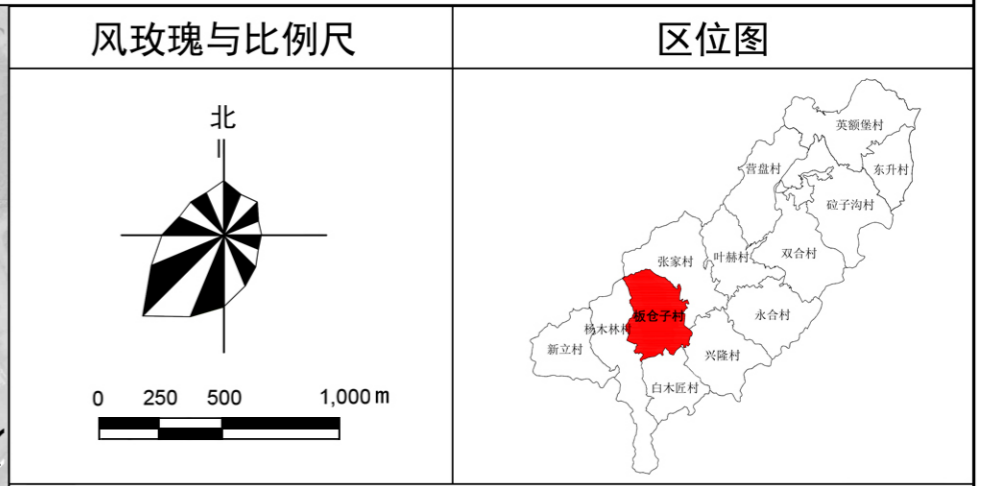 风玫瑰与比例尺
区位图
北
0 250 500 1,000 m
英额堡村
营盘村
东升村
砬子沟村
张家村
叶赫村
双合村
板仓子村
永合村
杨木林村
新立村
兴隆村
白木匠村